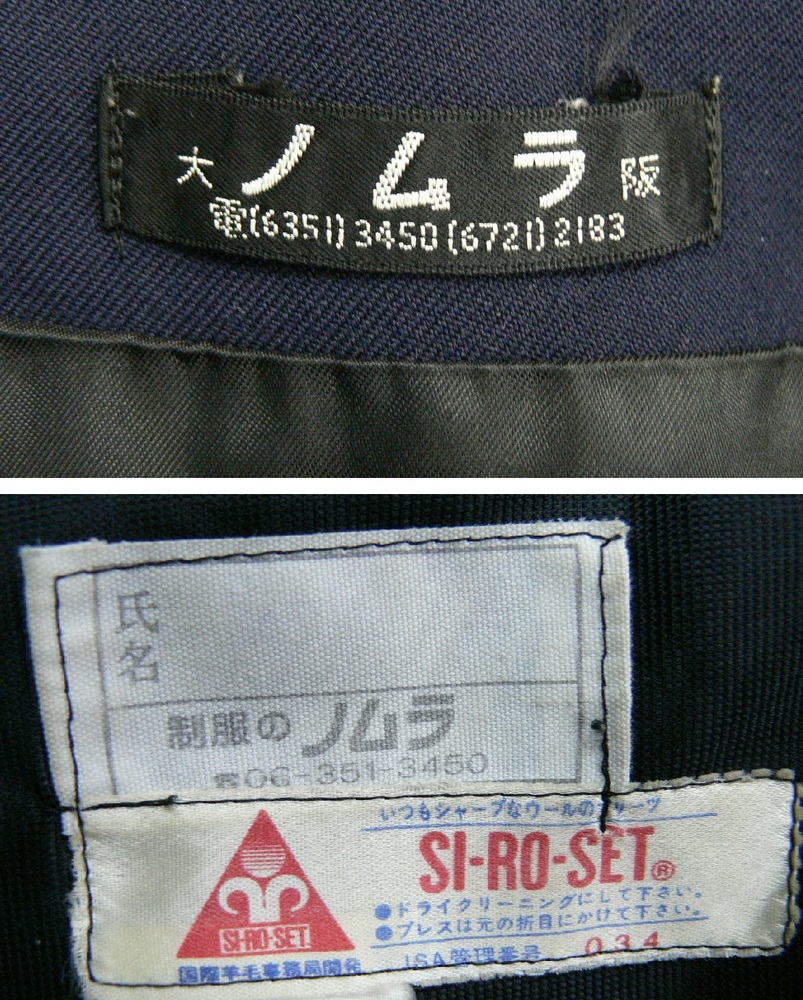 大 ノムラ 阪
電(6351)3450(6721)2183
氏名
制服のノムラ
☎06-351-3450
いつもシャープなウールのプリーツ
SI-RO-SET®
●ドライクリーニングにして下さい。
●プレスは元の折目にかけて下さい。
SI-RO-SET
国際羊毛事務局開発
ISA管理番号 034